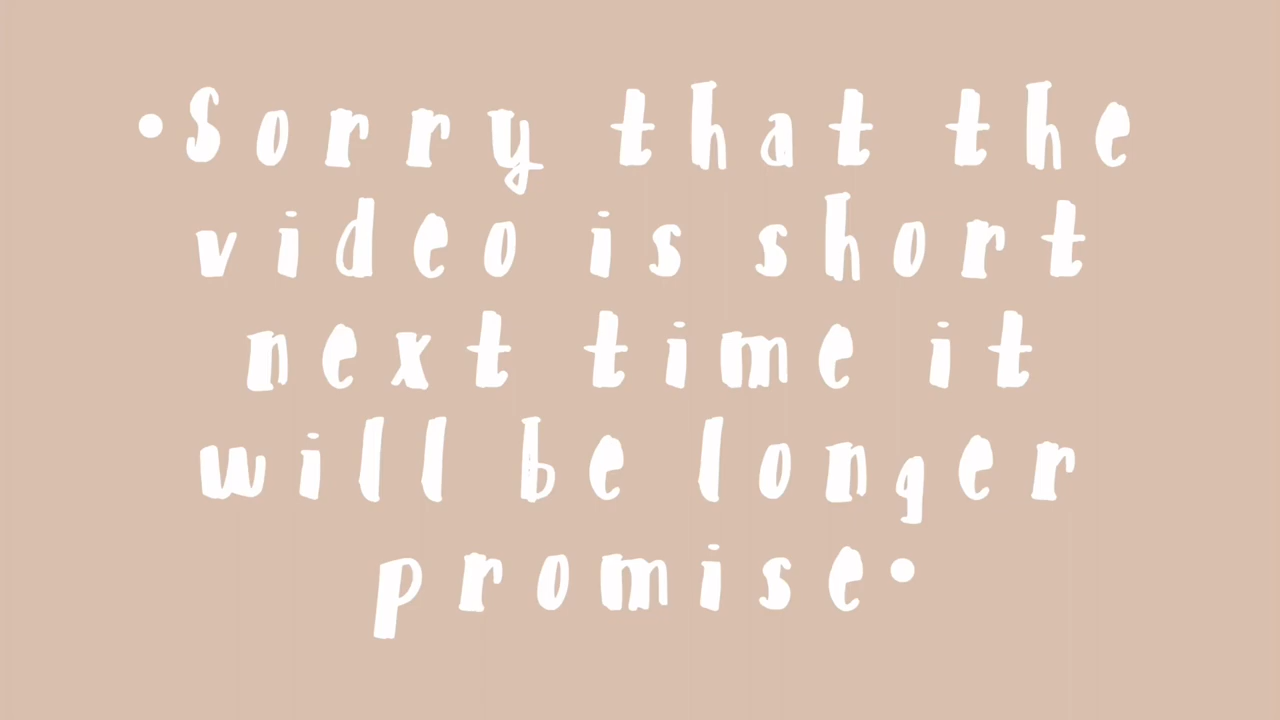 •Sorry that the
video is short
next time it
will be longer
promise•